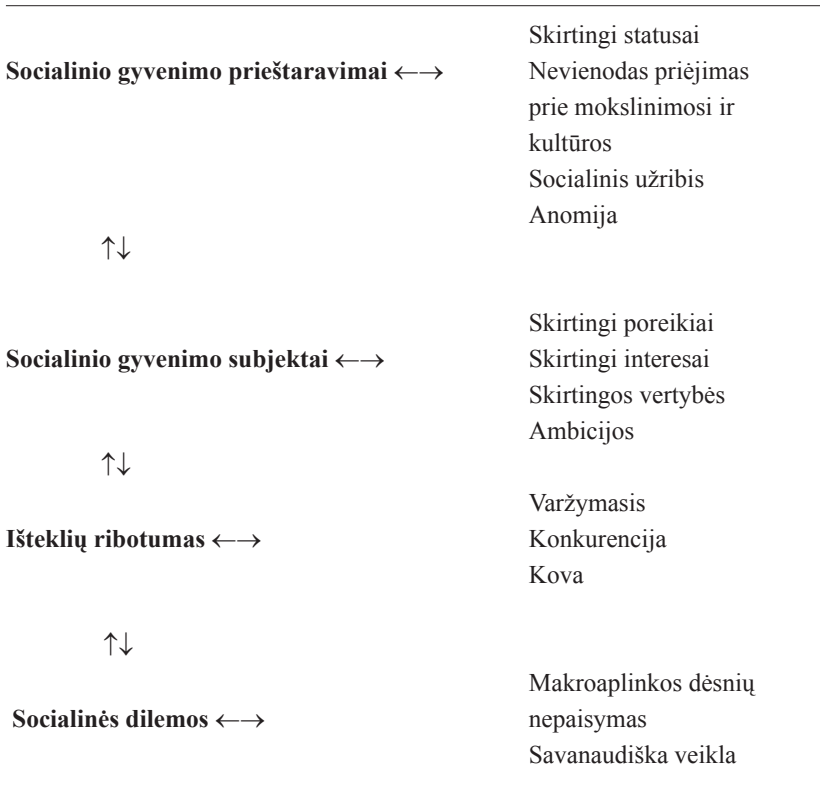 Skirtingi statusai
Socialinio gyvenimo prieštaravimai ←→ Nevienodas priėjimas
prie mokslinimosi ir
kultūros
Socialinis užribis
Anomija
↑↓
Skirtingi poreikiai
Socialinio gyvenimo subjektai ←→ Skirtingi interesai
Skirtingos vertybės
Ambicijos
↑↓
Varžymasis
Išteklių ribotumas ←→ Konkurencija
Kova
↑↓
Makroaplinkos dėsnių
Socialinės dilemos ←→ nepaisymas
Savanaudiška veikla